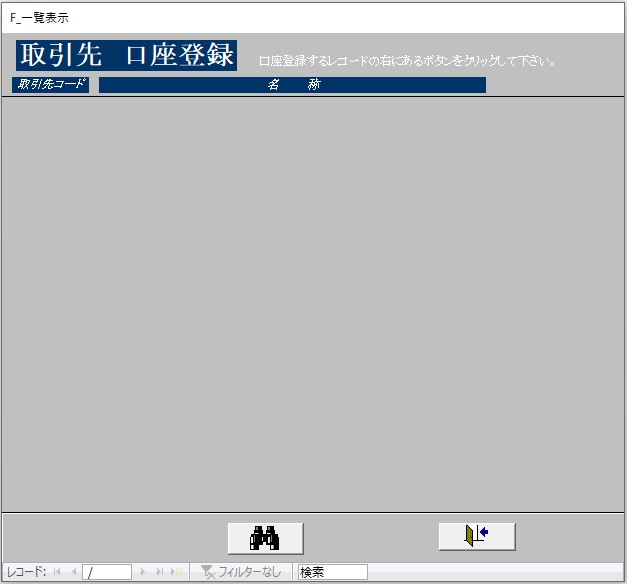 F_一覧表示
取引先 口座登録 口座登録するレコードの右にあるボタンをクリックして下さい。
取引先コード 名 称
レコード: / フィルターなし 検索